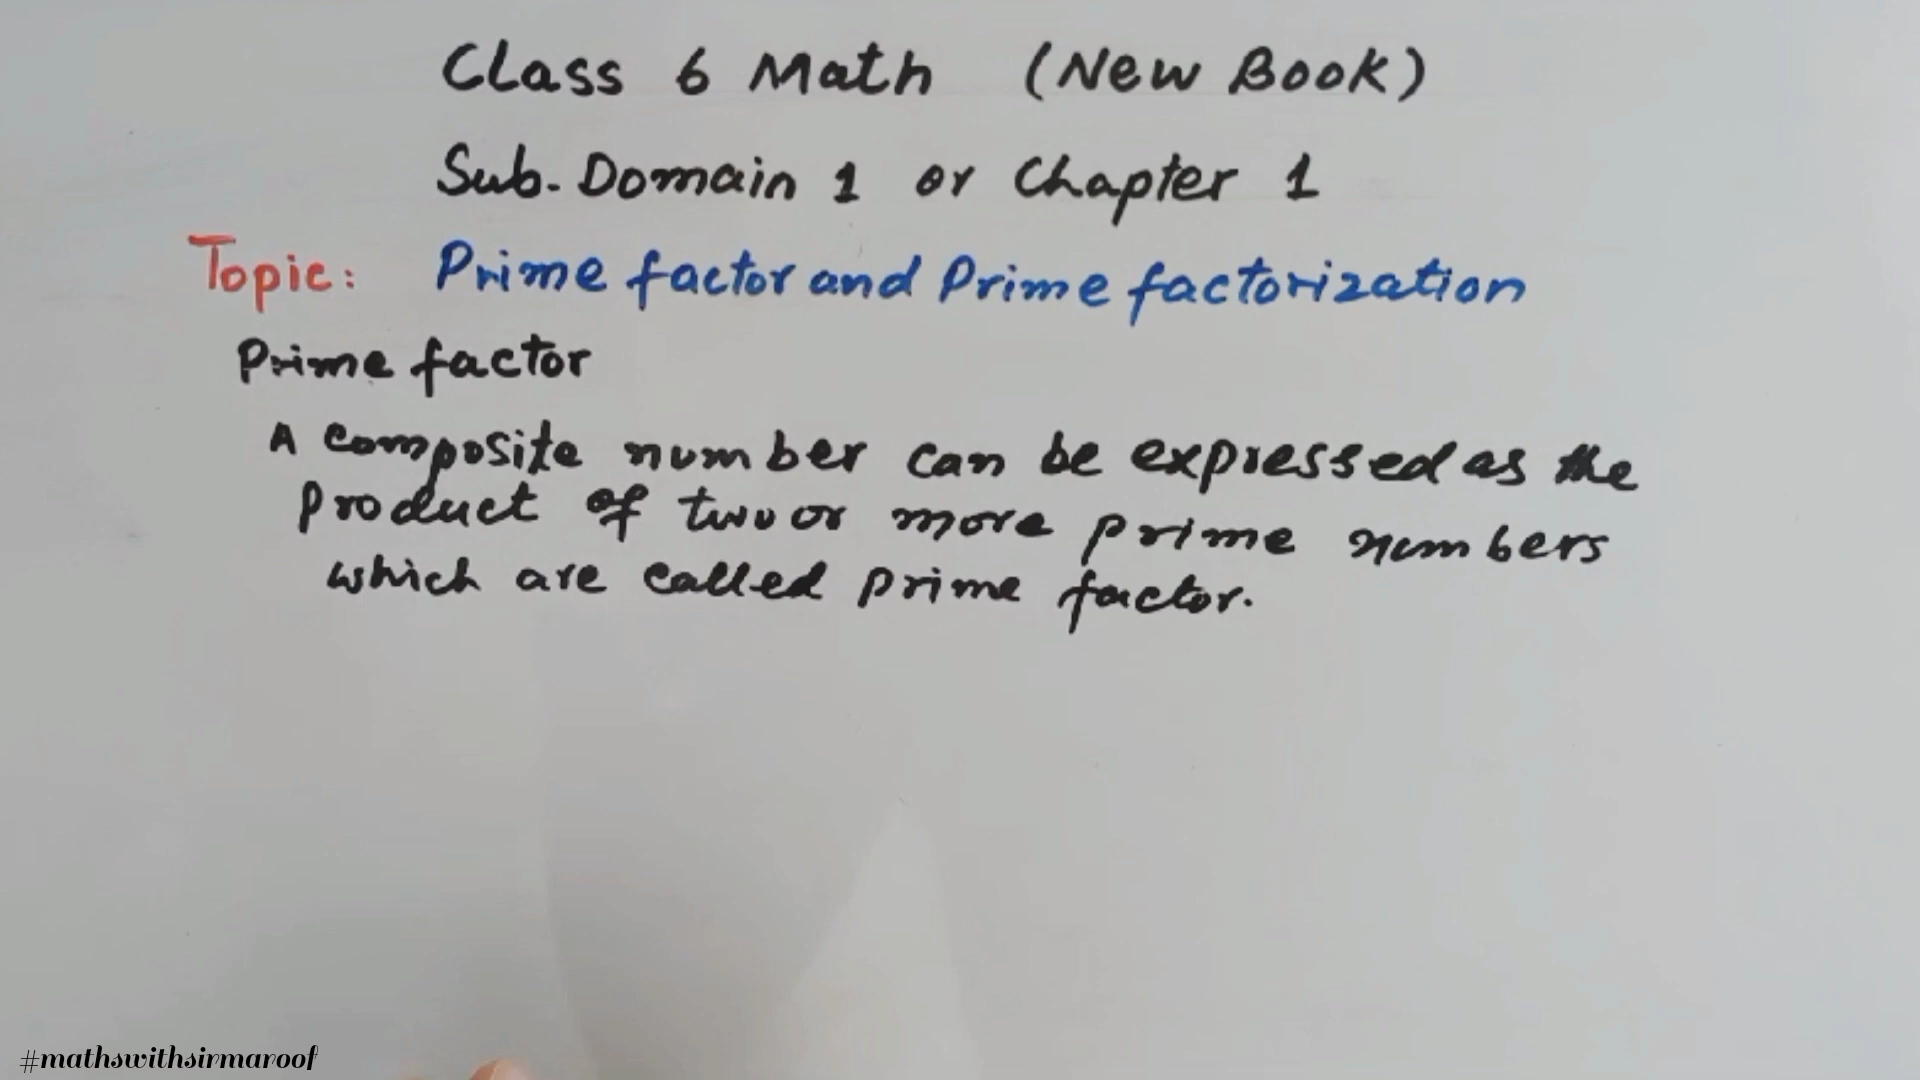 Class 6 Math (New Book)
Sub-Domain 1 or Chapter 1
Topic: Prime factor and Prime factorization
Prime factor
A composite number can be expressed as the
Product of two or more prime numbers
which are called prime factor.
#mathswithsirmaroof